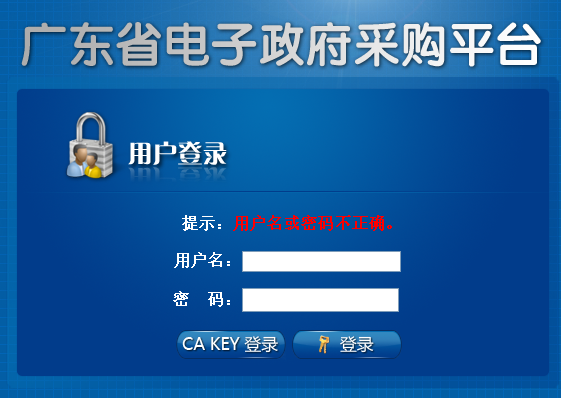 广东省电子政府采购平台
用户登录
提示：用户名或密码不正确。
用户名：
密 码：
CA KEY 登录 登录